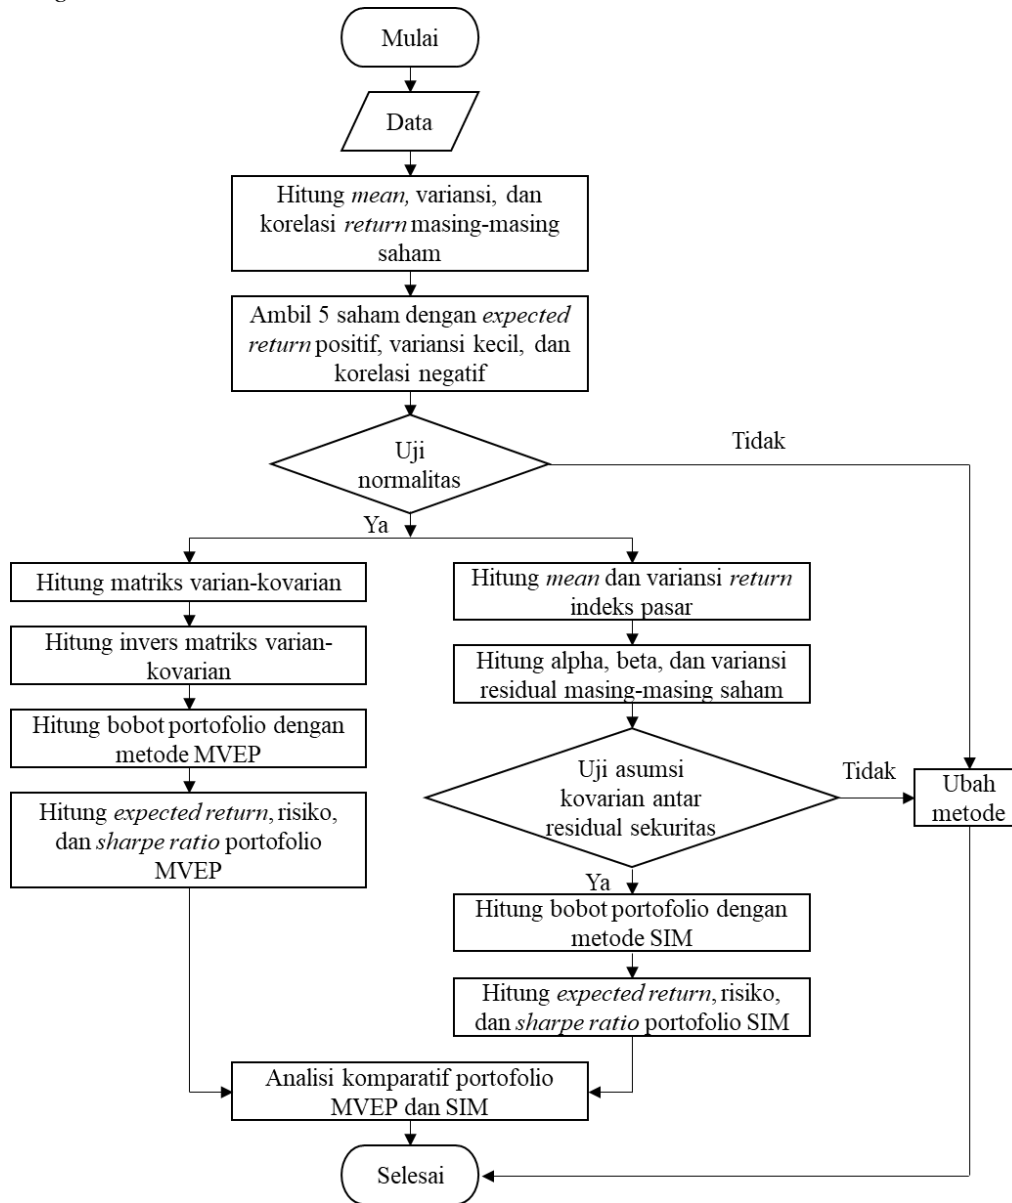 Mulai
Data
Hitung mean, variansi, dan
korelasi return masing-masing
saham
Ambil 5 saham dengan expected
return positif, variansi kecil, dan
korelasi negatif
Uji
normalitas
Tidak
Ya
Hitung matriks varian-kovarian
Hitung invers matriks varian-
kovarian
Hitung bobot portofolio dengan
metode MVEP
Hitung expected return, risiko,
dan sharpe ratio portofolio
MVEP
Hitung mean dan variansi return
indeks pasar
Hitung alpha, beta, dan variansi
residual masing-masing saham
Uji asumsi
kovarian antar
residual sekuritas
Tidak
Ubah
metode
Ya
Hitung bobot portofolio dengan
metode SIM
Hitung expected return, risiko,
dan sharpe ratio portofolio SIM
Analisi komparatif portofolio
MVEP dan SIM
Selesai